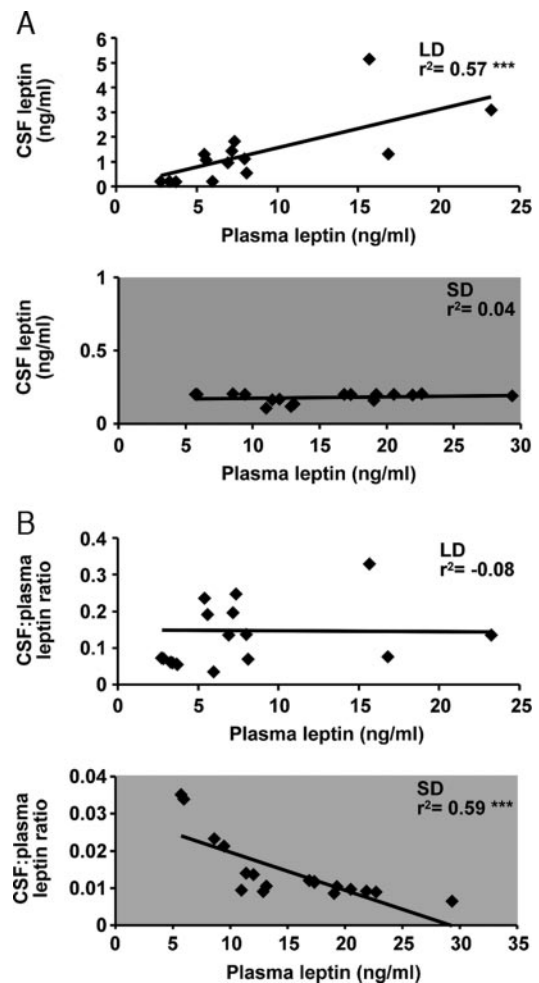 A
LD
r²= 0.57 ***
CSF leptin
(ng/ml)
6
5
4
3
2
1
0
0 5 10 15 20 25
Plasma leptin (ng/ml)
SD
r²= 0.04
CSF leptin
(ng/ml)
1
0.5
0
0 5 10 15 20 25 30
Plasma leptin (ng/ml)
B
LD
r²= -0.08
CSF:plasma
leptin ratio
0.4
0.3
0.2
0.1
0
0 5 10 15 20 25
Plasma leptin (ng/ml)
SD
r²= 0.59 ***
CSF:plasma
leptin ratio
0.04
0.03
0.02
0.01
0
0 5 10 15 20 25 30 35
Plasma leptin (ng/ml)